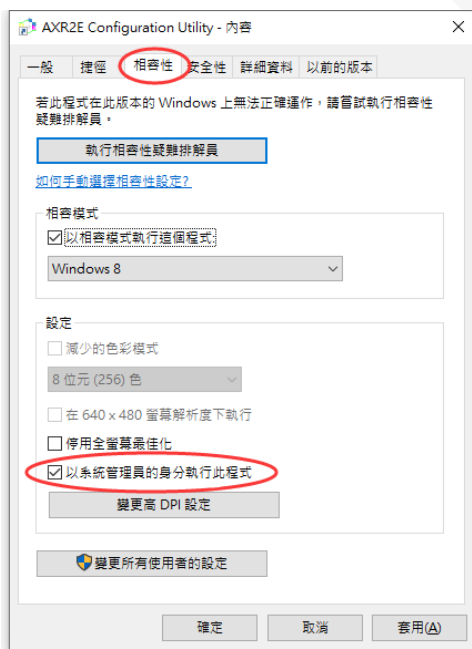 AXR2E Configuration Utility - 內容
一般 捷徑 相容性 安全性 詳細資料 以前的版本
若此程式在此版本的 Windows 上無法正確運作，請嘗試執行相容性
疑難排解員。
執行相容性疑難排解員
如何手動選擇相容性設定?
相容模式
以相容模式執行這個程式:
Windows 8
設定
減少的色彩模式
8 位元 (256) 色
在 640 x 480 螢幕解析度下執行
停用全螢幕最佳化
以系統管理員的身分執行此程式
變更高 DPI 設定
變更所有使用者的設定
確定 取消 套用(A)